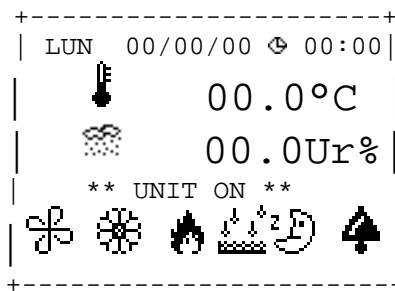 LUN 00/00/00 00:00
00.0°C
00.0Ur%
** UNIT ON **
z